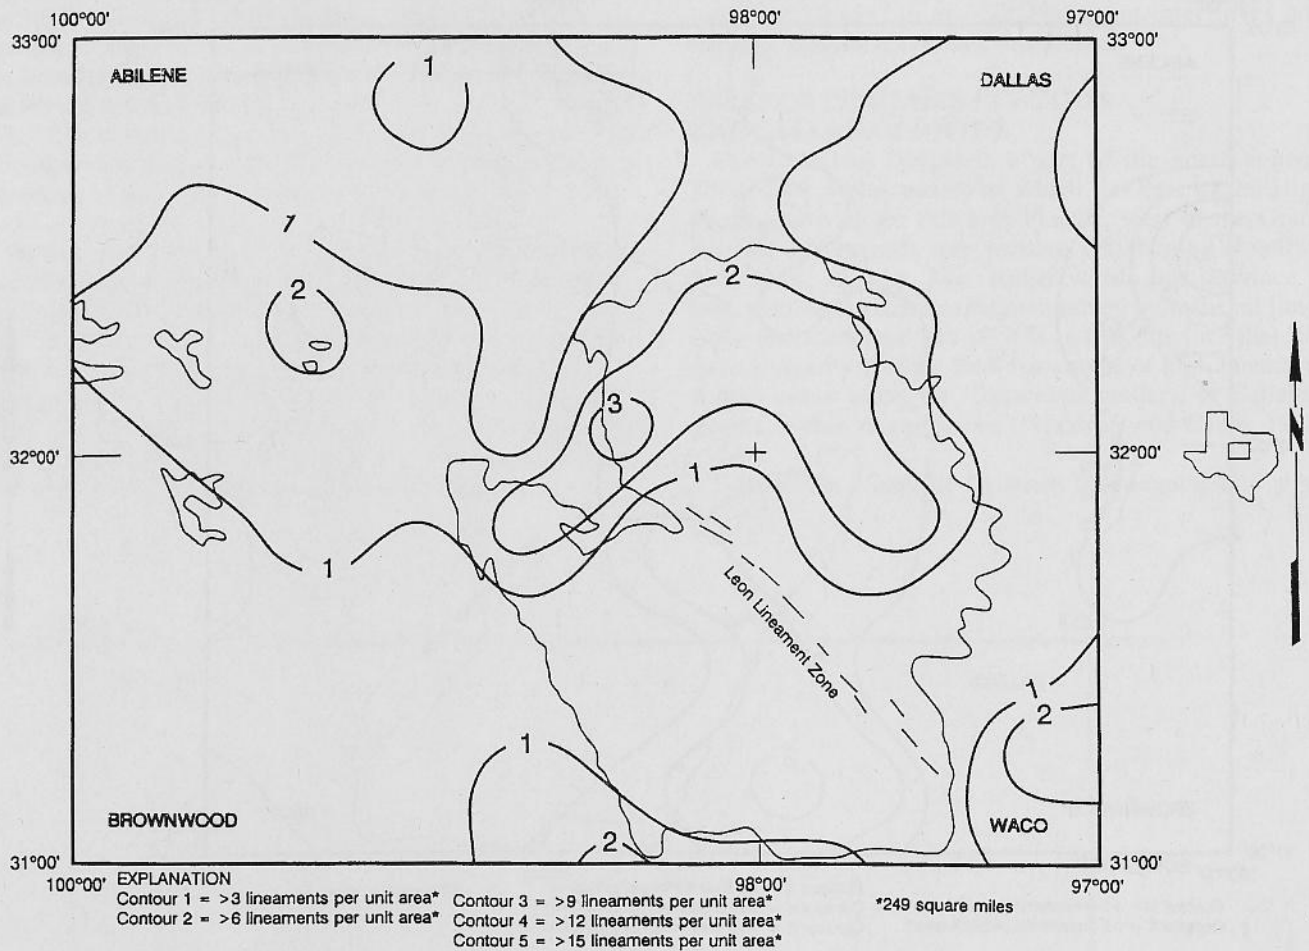 100°00' 98°00' 97°00'
33°00' 33°00'
ABILENE 1 DALLAS
1
2 2
3
N
32°00' 32°00'
1
1
Leon Lineament Zone
1
2
1
BROWNWOOD WACO
2
31°00' 31°00'
100°00' 98°00' 97°00'
EXPLANATION
Contour 1 = >3 lineaments per unit area* Contour 3 = >9 lineaments per unit area* *249 square miles
Contour 2 = >6 lineaments per unit area* Contour 4 = >12 lineaments per unit area*
Contour 5 = >15 lineaments per unit area*